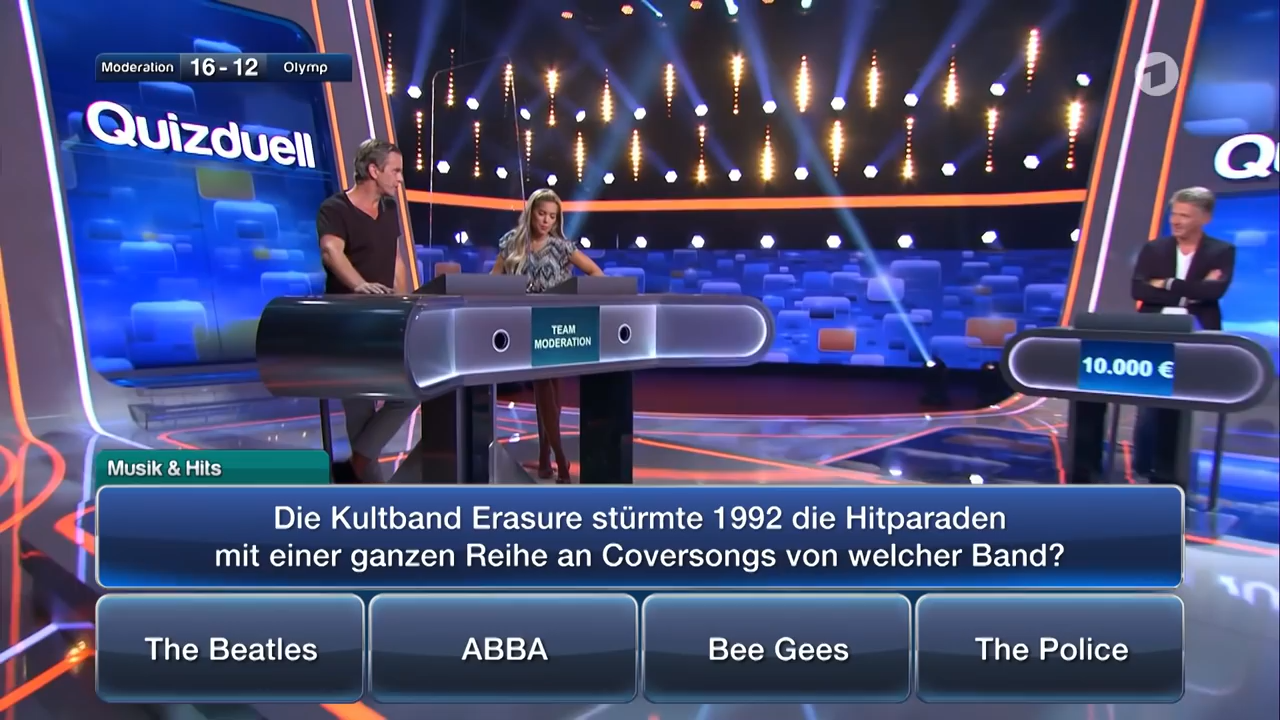 Moderation 16 - 12 Olymp
Quizduell
Qu
TEAM
MODERATION
10.000 €
Musik & Hits
Die Kultband Erasure stürmte 1992 die Hitparaden
mit einer ganzen Reihe an Coversongs von welcher Band?
The Beatles
ABBA
Bee Gees
The Police